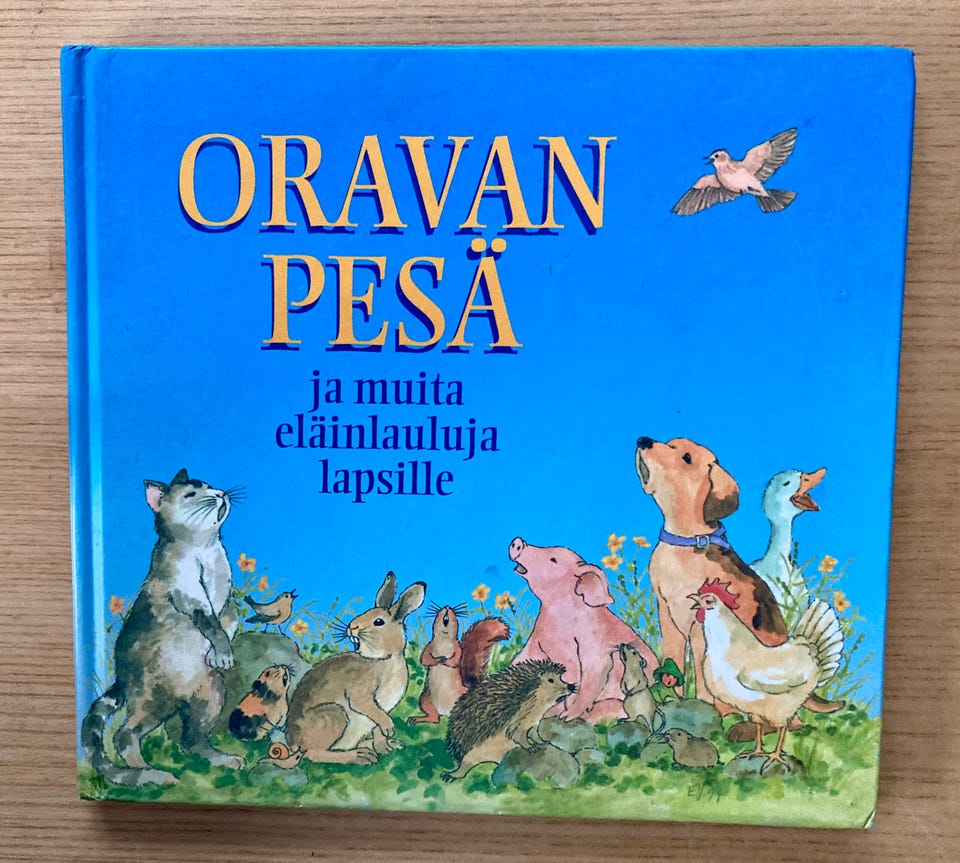 ORAVAN
PESÄ
ja muita
eläinlauluja
lapsille